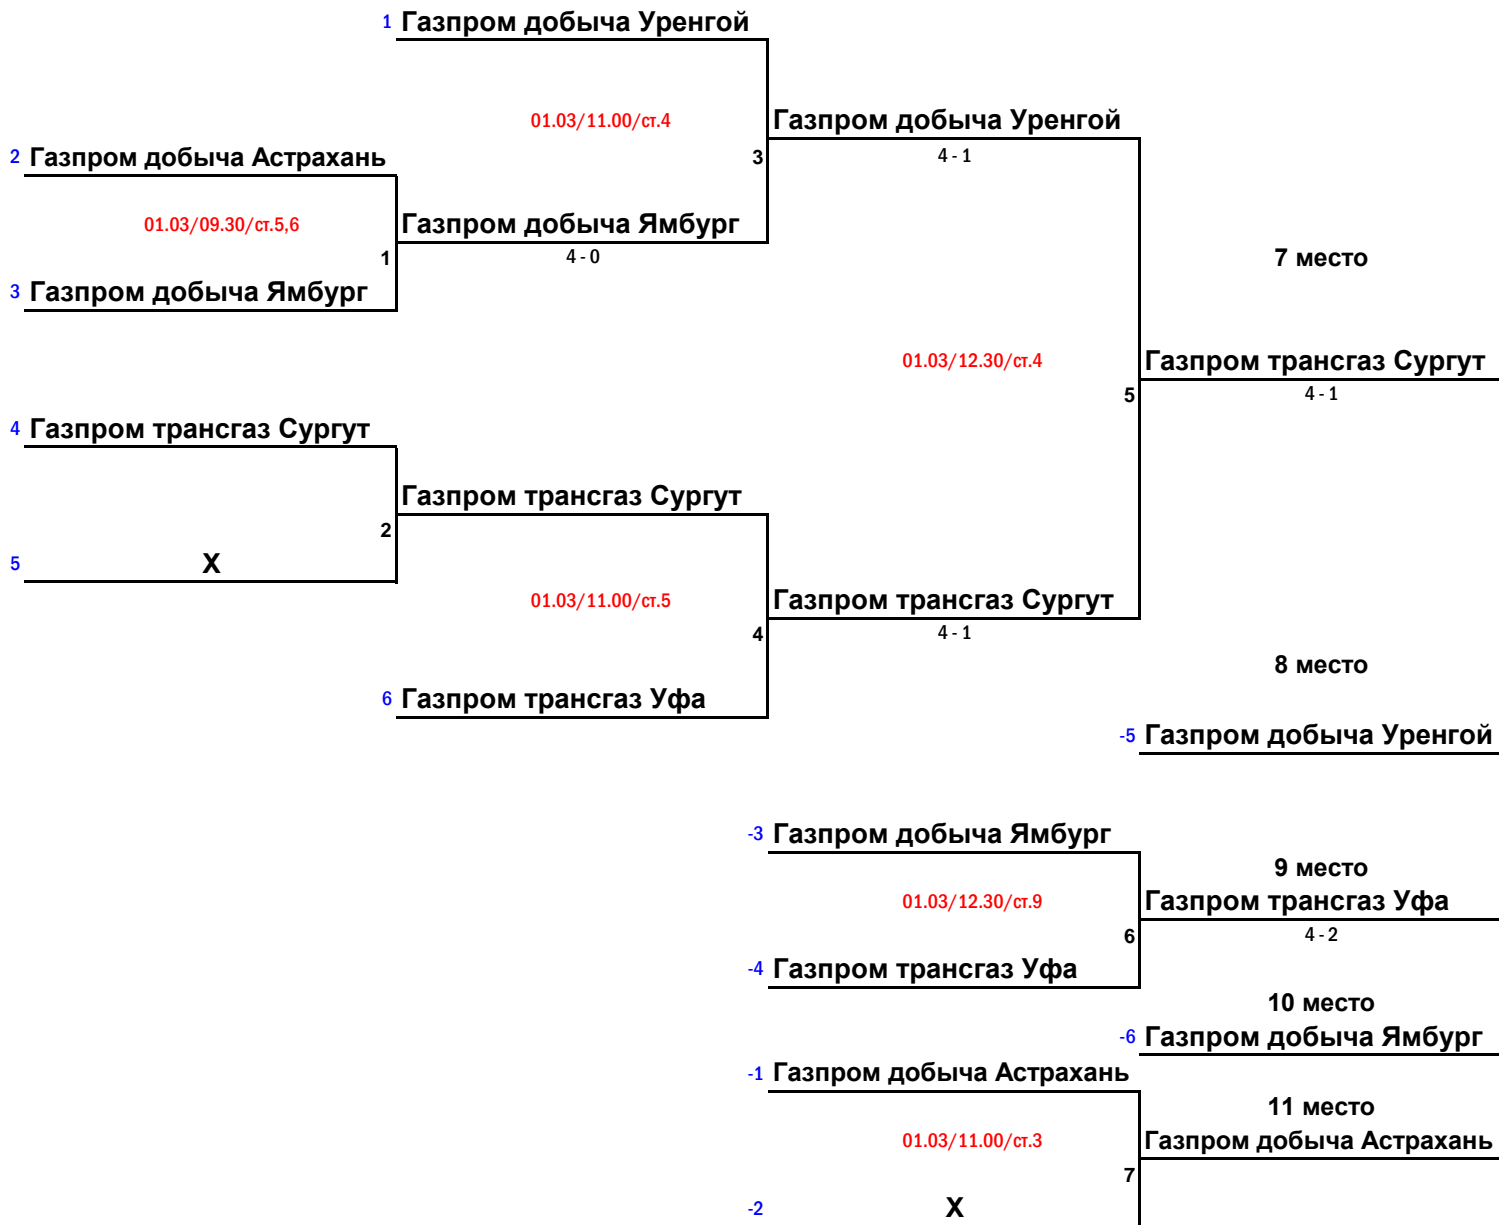 1 Газпром добыча Уренгой
01.03/11.00/ст.4
Газпром добыча Уренгой
2 Газпром добыча Астрахань
3
4 - 1
01.03/09.30/ст.5,6
Газпром добыча Ямбург
1
4 - 0
7 место
3 Газпром добыча Ямбург
01.03/12.30/ст.4
Газпром трансгаз Сургут
5
4 - 1
4 Газпром трансгаз Сургут
Газпром трансгаз Сургут
2
5 X
01.03/11.00/ст.5
Газпром трансгаз Сургут
4
4 - 1
8 место
6 Газпром трансгаз Уфа
-5 Газпром добыча Уренгой
-3 Газпром добыча Ямбург
9 место
01.03/12.30/ст.9
Газпром трансгаз Уфа
6
4 - 2
-4 Газпром трансгаз Уфа
10 место
-6 Газпром добыча Ямбург
-1 Газпром добыча Астрахань
11 место
01.03/11.00/ст.3
Газпром добыча Астрахань
7
-2 X